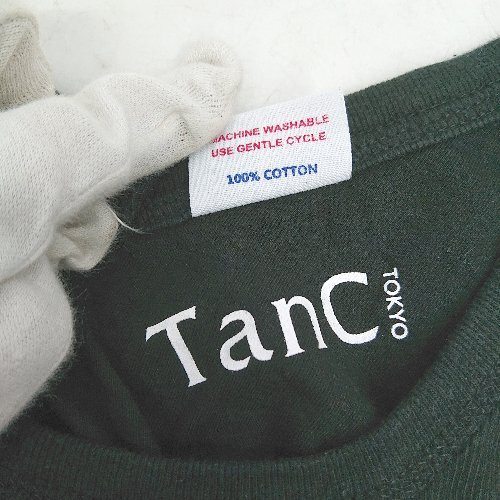 MACHINE WASHABLE
USE GENTLE CYCLE
100% COTTON
TanC
TOKYO